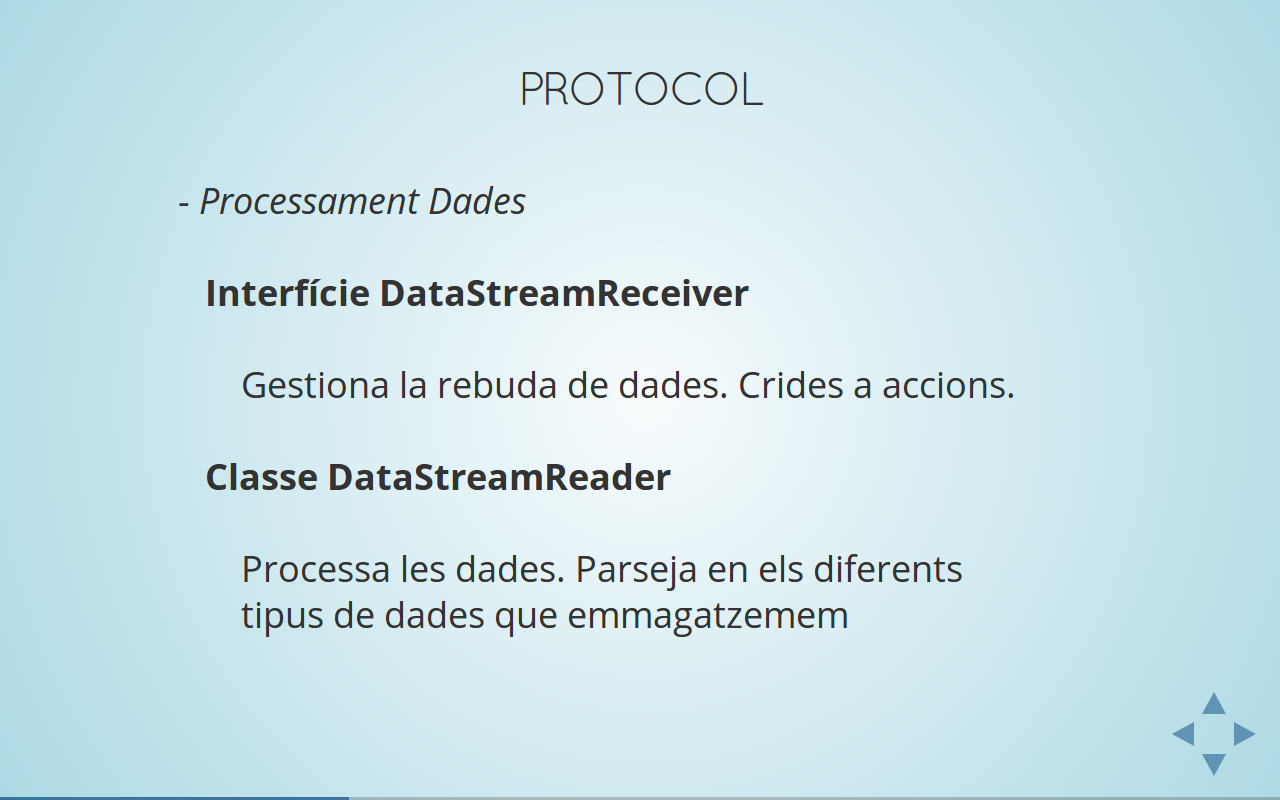 PROTOCOL
- Processament Dades
Interfície DataStreamReceiver
Gestiona la rebuda de dades. Crides a accions.
Classe DataStreamReader
Processa les dades. Parseja en els diferents
tipus de dades que emmagatzemem